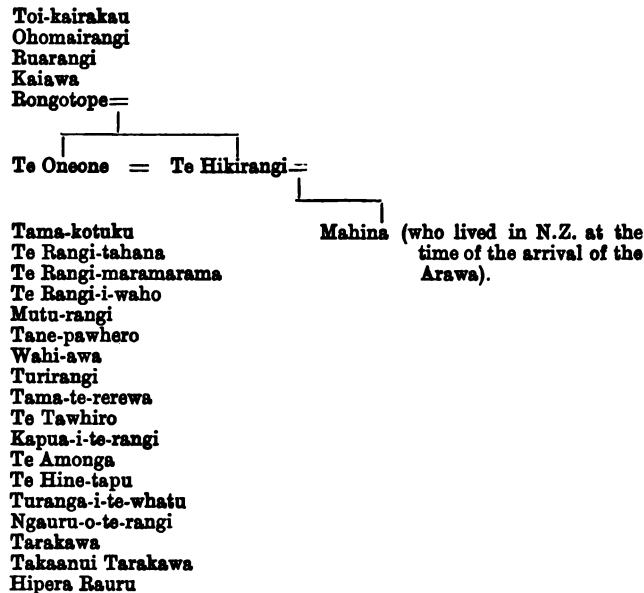 Toi-kairakau
Ohomairangi
Ruarangi
Kaiawa
Rongotope=
Te Oneone = Te Hikirangi=
Tama-kotuku Mahina (who lived in N.Z. at the
Te Rangi-tahana time of the arrival of the
Te Rangi-maramarama Arawa).
Te Rangi-i-waho
Mutu-rangi
Tane-pawhero
Wahi-awa
Turirangi
Tama-te-rerewa
Te Tawhiro
Kapua-i-te-rangi
Te Amonga
Te Hine-tapu
Turanga-i-te-whatu
Ngauru-o-te-rangi
Tarakawa
Takaanui Tarakawa
Hipera Rauru